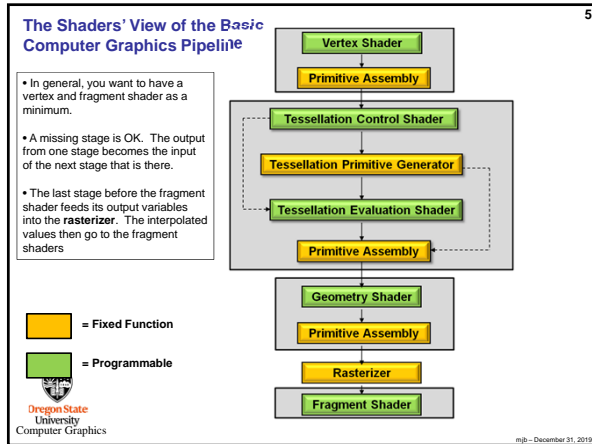 5
The Shaders' View of the Basic
Computer Graphics Pipeline
• In general, you want to have a
vertex and fragment shader as a
minimum.
• A missing stage is OK. The output
from one stage becomes the input
of the next stage that is there.
• The last stage before the fragment
shader feeds its output variables
into the rasterizer. The interpolated
values then go to the fragment
shaders
Vertex Shader
Primitive Assembly
Tessellation Control Shader
Tessellation Primitive Generator
Tessellation Evaluation Shader
Primitive Assembly
Geometry Shader
Primitive Assembly
Rasterizer
Fragment Shader
= Fixed Function
= Programmable
Oregon State
University
Computer Graphics
mjb – December 31, 2019